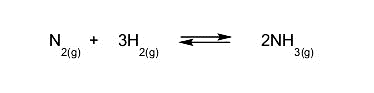 N₂₍g₎ + 3H₂₍g₎ ⇌ 2NH₃₍g₎